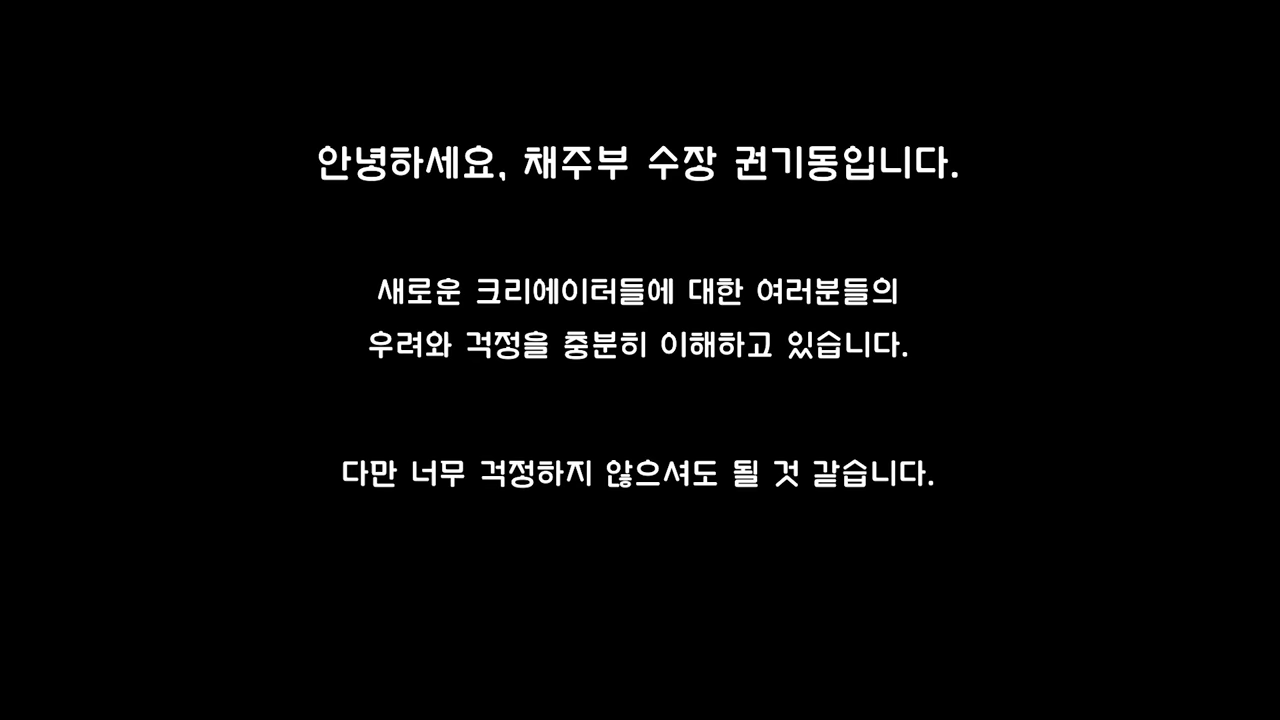 안녕하세요, 채주부 수장 권기동입니다.
새로운 크리에이터들에 대한 여러분들의
우려와 걱정을 충분히 이해하고 있습니다.
다만 너무 걱정하지 않으셔도 될 것 같습니다.